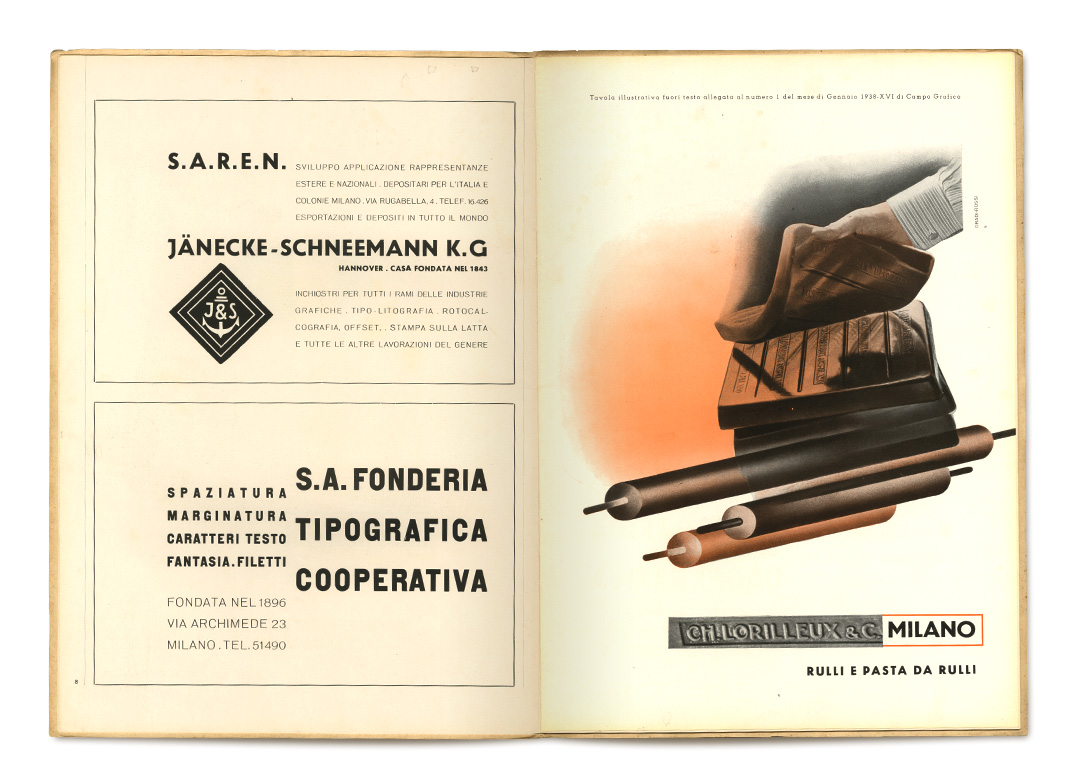 S.A.R.E.N.
SVILUPPO APPLICAZIONE RAPPRESENTANZE
ESTERE E NAZIONALI . DEPOSITARI PER L'ITALIA E
COLONIE MILANO . VIA RUGABELLA, 4 . TELEF. 16.426
ESPORTAZIONI E DEPOSITI IN TUTTO IL MONDO
JÄNECKE-SCHNEEMANN K.G
HANNOVER . CASA FONDATA NEL 1843
J&S
INCHIOSTRI PER TUTTI I RAMI DELLE INDUSTRIE
GRAFICHE . TIPO-LITOGRAFIA . ROTOCAL-
COGRAFIA, OFFSET, . STAMPA SULLA LATTA
E TUTTE LE ALTRE LAVORAZIONI DEL GENERE
SPAZIATURA
MARGINATURA
CARATTERI TESTO
FANTASIA . FILETTI
FONDATA NEL 1896
VIA ARCHIMEDE 23
MILANO . TEL. 51490
S.A. FONDERIA
TIPOGRAFICA
COOPERATIVA
8
Tavola illustrativa fuori testo allegata al numero 1 del mese di Gennaio 1938-XVI di Campo Grafico
CH. LORILLEUX & C. MILANO
RULLI E PASTA DA RULLI